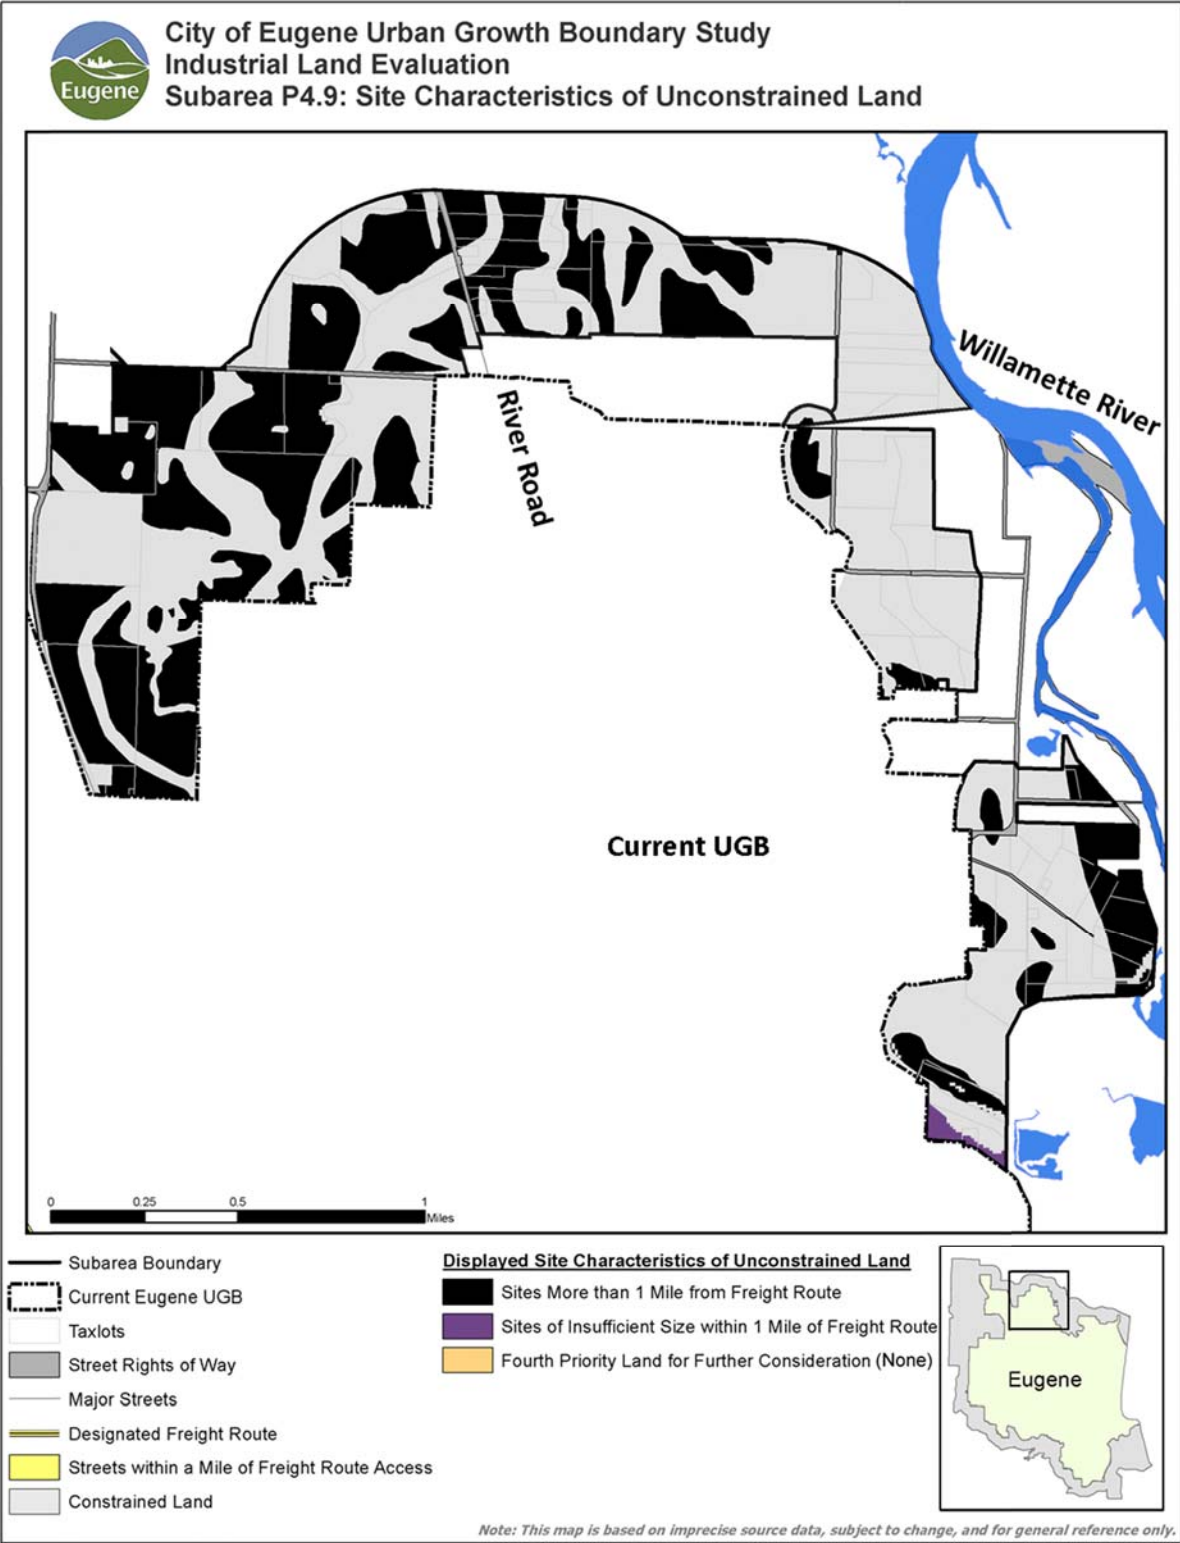 City of Eugene Urban Growth Boundary Study
Industrial Land Evaluation
Subarea P4.9: Site Characteristics of Unconstrained Land
Eugene
Willamette River
River Road
Current UGB
0 0.25 0.5 1
Miles
Subarea Boundary
Current Eugene UGB
Taxlots
Street Rights of Way
Major Streets
Designated Freight Route
Streets within a Mile of Freight Route Access
Constrained Land
Displayed Site Characteristics of Unconstrained Land
Sites More than 1 Mile from Freight Route
Sites of Insufficient Size within 1 Mile of Freight Route
Fourth Priority Land for Further Consideration (None)
Eugene
Note: This map is based on imprecise source data, subject to change, and for general reference only.